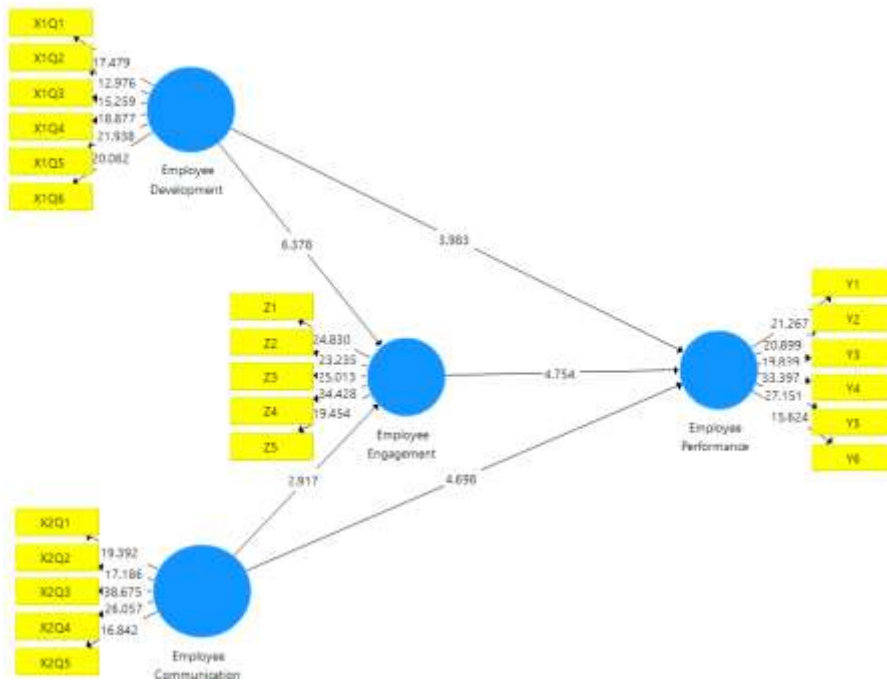 X1Q1
X1Q2
X1Q3
X1Q4
X1Q5
X1Q6
17.479
12.976
15.259
18.877
21.938
20.082
Employee
Development
6.378
3.983
Z1
Z2
Z3
Z4
Z5
24.830
23.235
25.013
34.428
19.454
Employee
Engagement
4.754
Y1
Y2
Y3
Y4
Y5
Y6
21.267
20.899
19.839
33.397
27.151
15.624
Employee
Performance
2.917
4.698
X2Q1
X2Q2
X2Q3
X2Q4
X2Q5
19.392
17.186
38.675
26.057
16.842
Employee
Communication